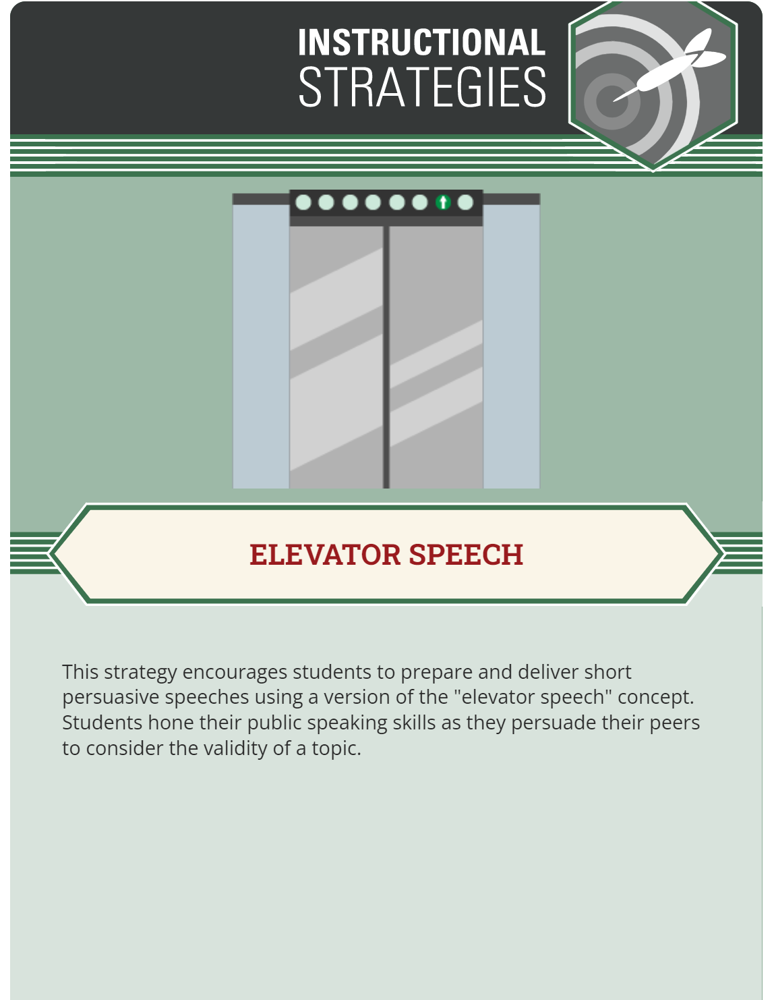 INSTRUCTIONAL
STRATEGIES
ELEVATOR SPEECH
This strategy encourages students to prepare and deliver short
persuasive speeches using a version of the "elevator speech" concept.
Students hone their public speaking skills as they persuade their peers
to consider the validity of a topic.